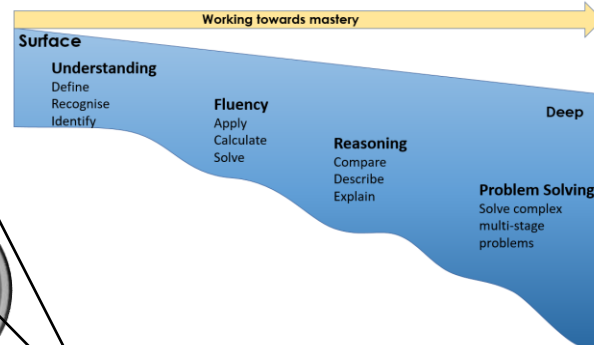 Working towards mastery
Surface
Understanding
Define
Recognise
Identify
Fluency
Apply
Calculate
Solve
Reasoning
Compare
Describe
Explain
Deep
Problem Solving
Solve complex
multi-stage
problems